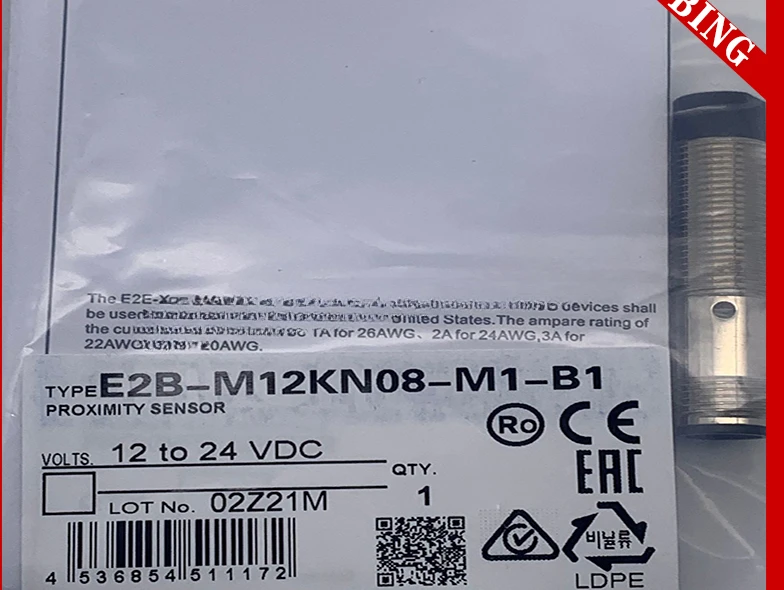 BING
The E2E-X devices shall
be used United States. The ampare rating of
the 1A for 26AWG、2A for 24AWG,3A for
22AWG 20AWG.
TYPE E2B-M12KN08-M1-B1
PROXIMITY SENSOR
Ro CE
VOLTS. 12 to 24 VDC
EAC
QTY.
1
LOT No. 02Z21M
4 536854 511172
비닐류
LDPE